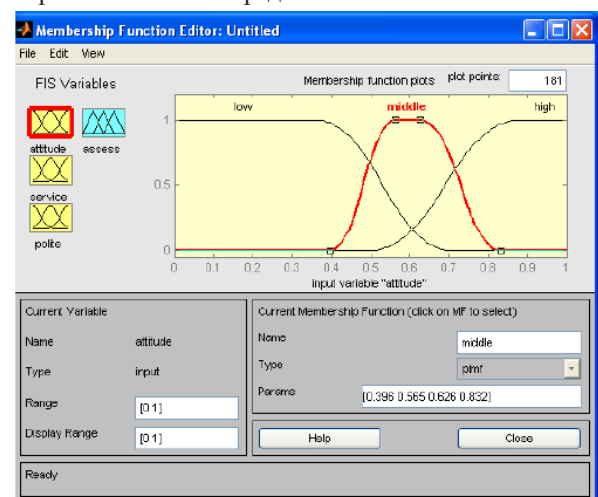 Membership Function Editor: Untitled
File Edit View
FIS Variables
Membership function plots plot points: 181
low middle high
attitude assess
service
polite
1
0.5
0
0 0.1 0.2 0.3 0.4 0.5 0.6 0.7 0.8 0.9 1
input variable "attitude"
Current Variable
Name attitude
Type input
Range [0 1]
Display Range [0 1]
Current Membership Function (click on MF to select)
Name middle
Type pimf
Params [0.396 0.565 0.626 0.832]
Help Close
Ready